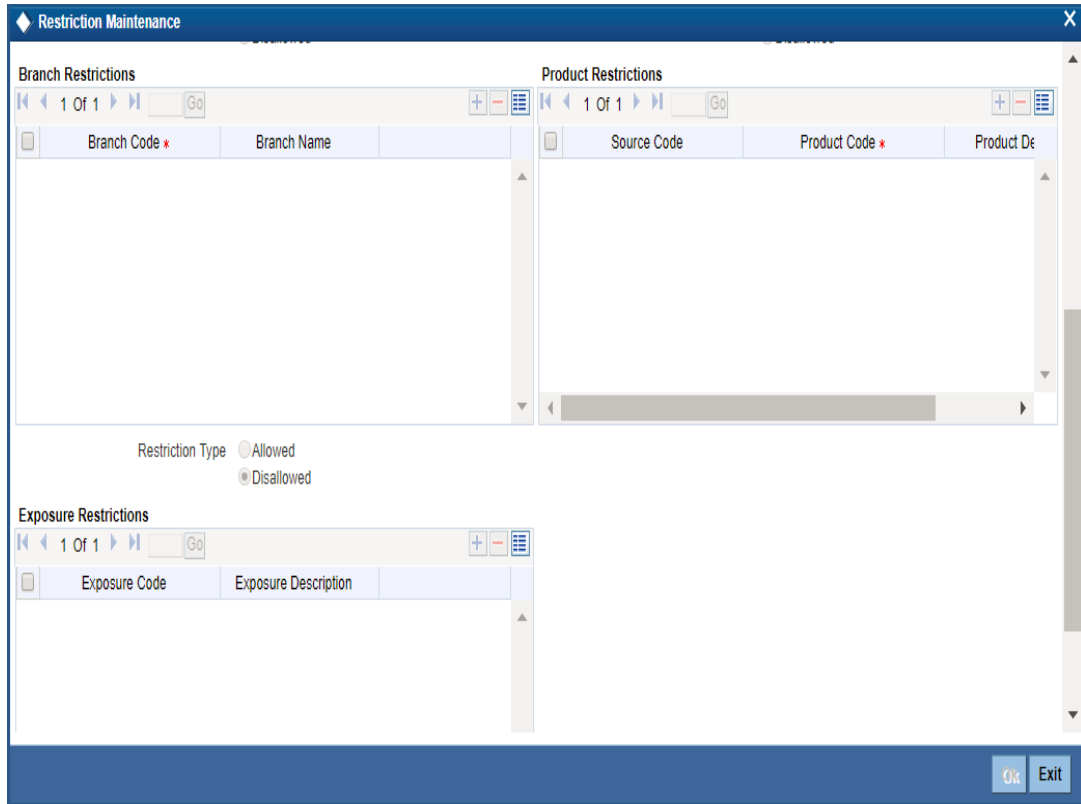 Restriction Maintenance X
Branch Restrictions
1 Of 1 Go
Branch Code * Branch Name
Product Restrictions
1 Of 1 Go
Source Code Product Code * Product De
Restriction Type Allowed
Disallowed
Exposure Restrictions
1 Of 1 Go
Exposure Code Exposure Description
Ok Exit